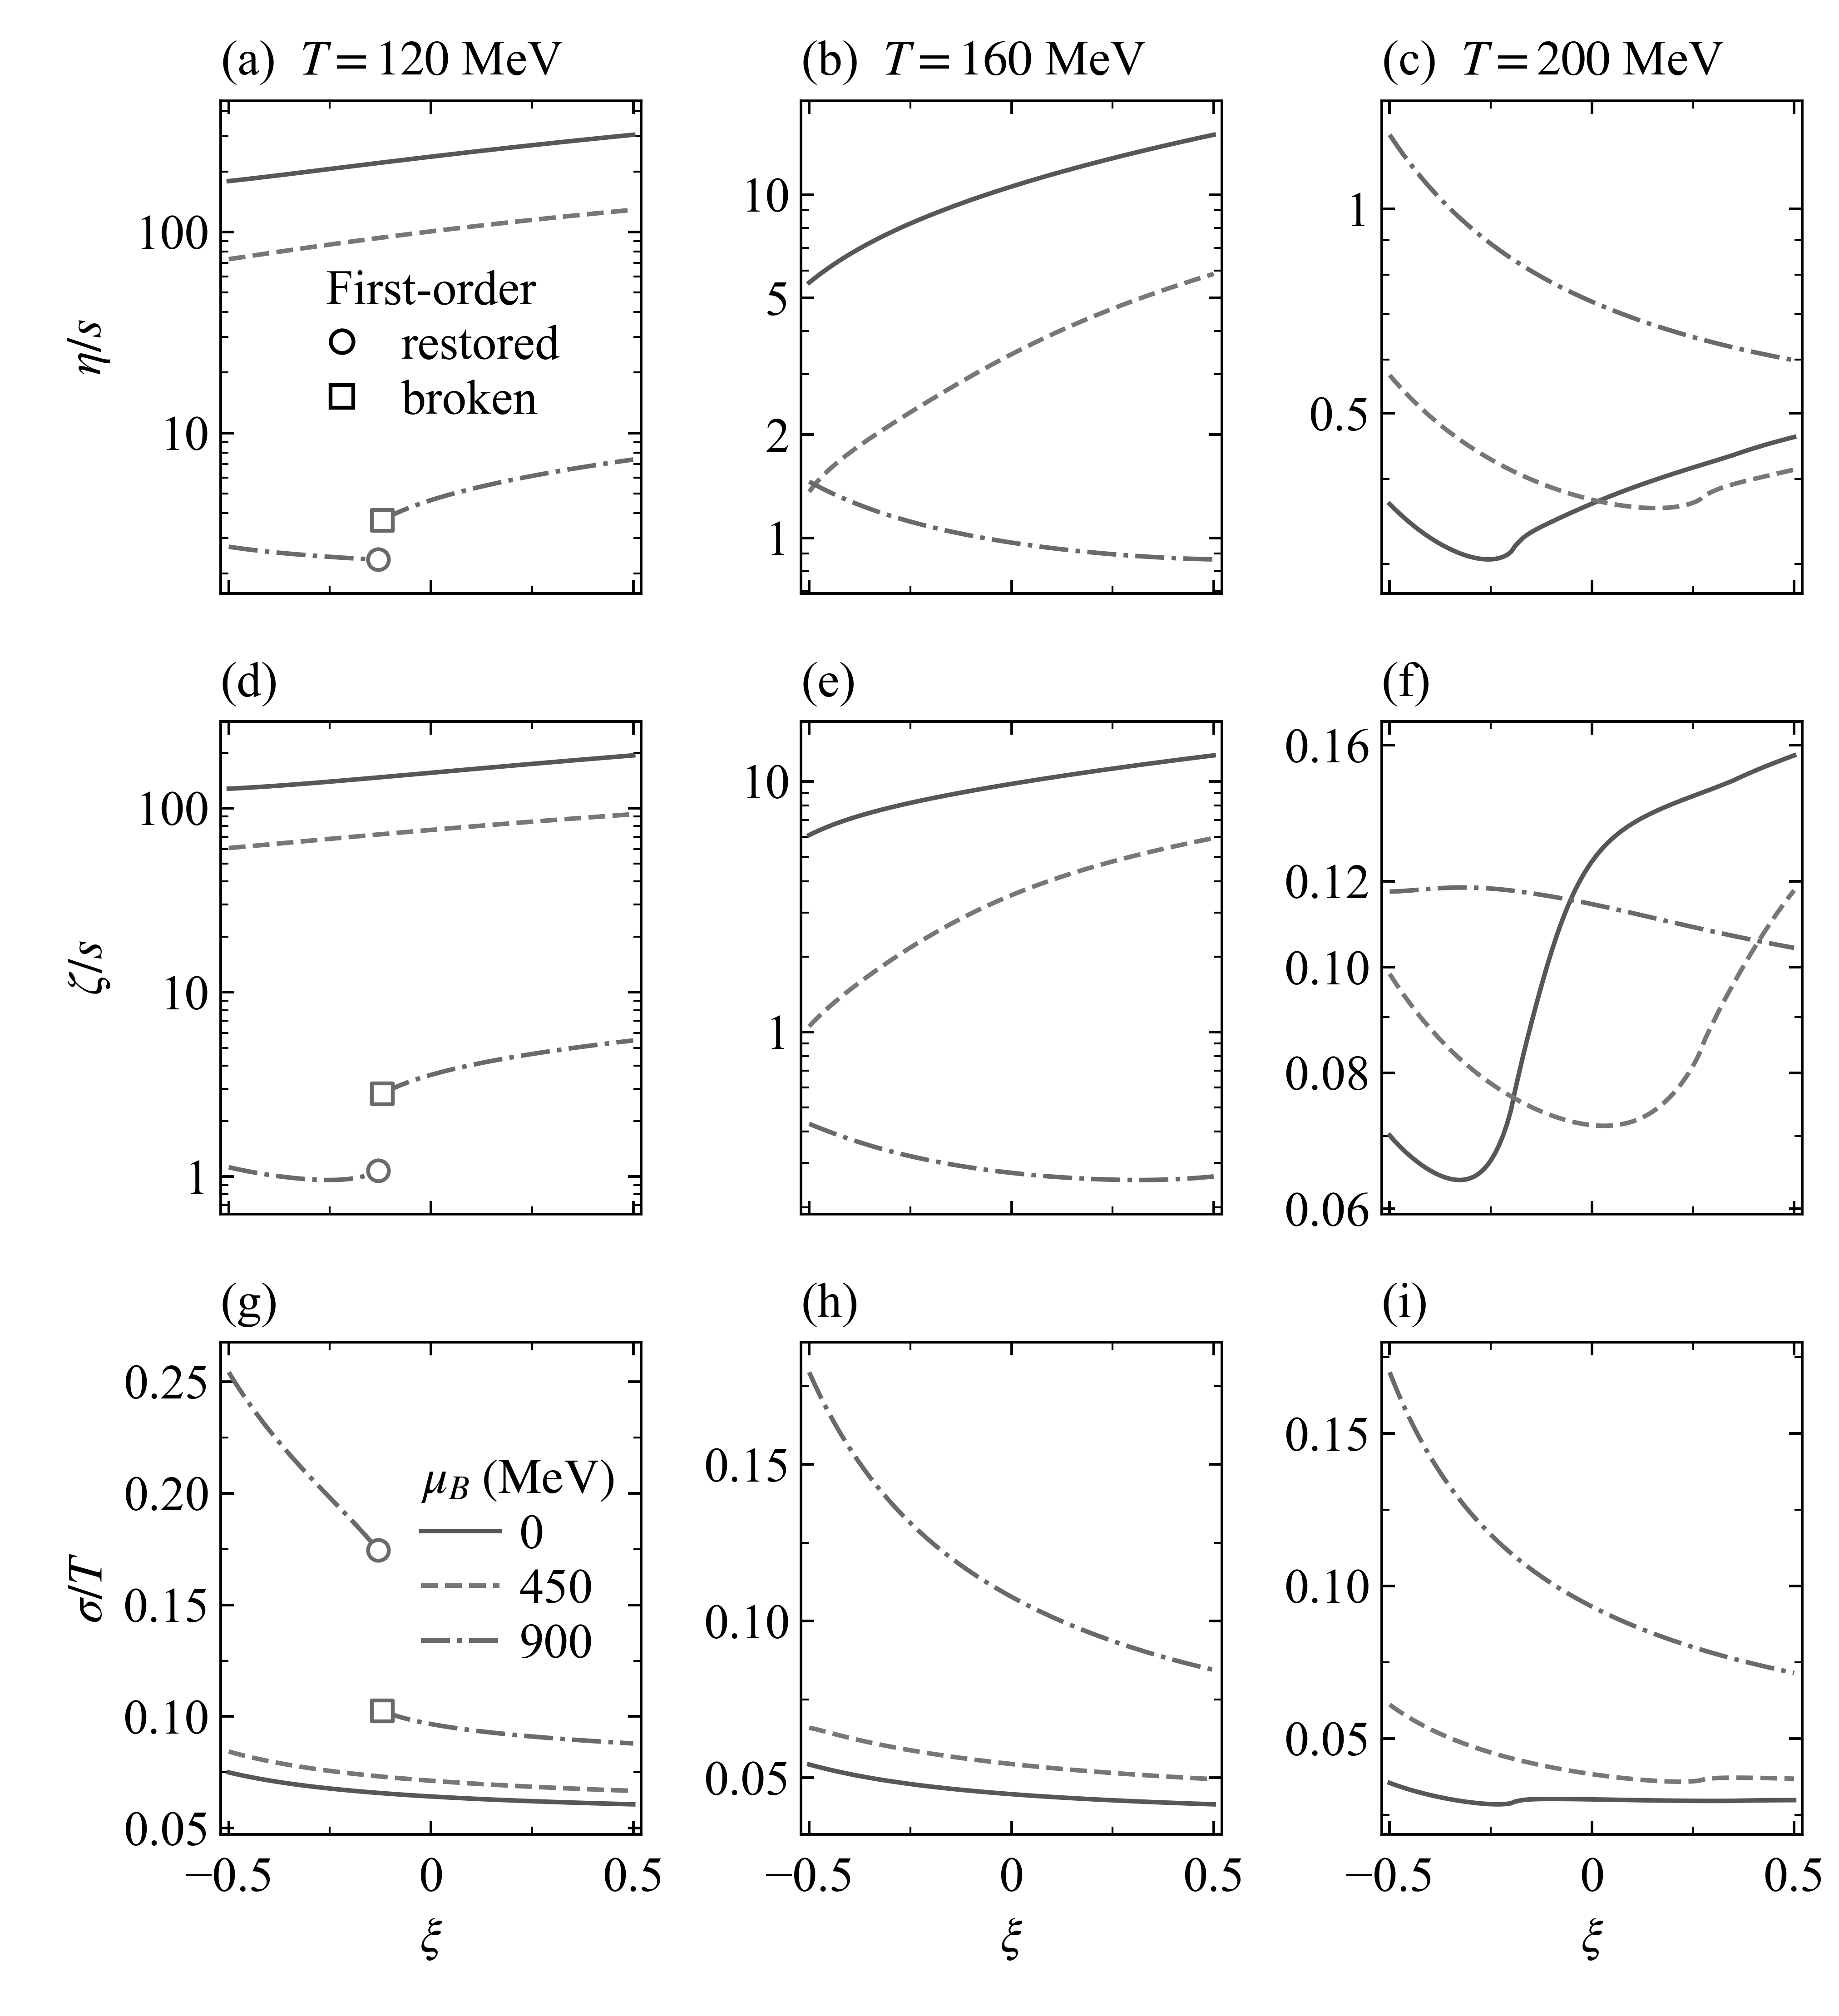 (a) T = 120 MeV
(b) T = 160 MeV
(c) T = 200 MeV
η/s
100
10
First-order
restored
broken
10
5
2
1
1
0.5
(d)
(e)
(f)
ζ/s
100
10
1
10
1
0.16
0.12
0.10
0.08
0.06
(g)
(h)
(i)
σ/T
0.25
0.20
0.15
0.10
0.05
μB (MeV)
0
450
900
0.15
0.10
0.05
0.15
0.10
0.05
−0.5 0 0.5
−0.5 0 0.5
−0.5 0 0.5
ξ
ξ
ξ